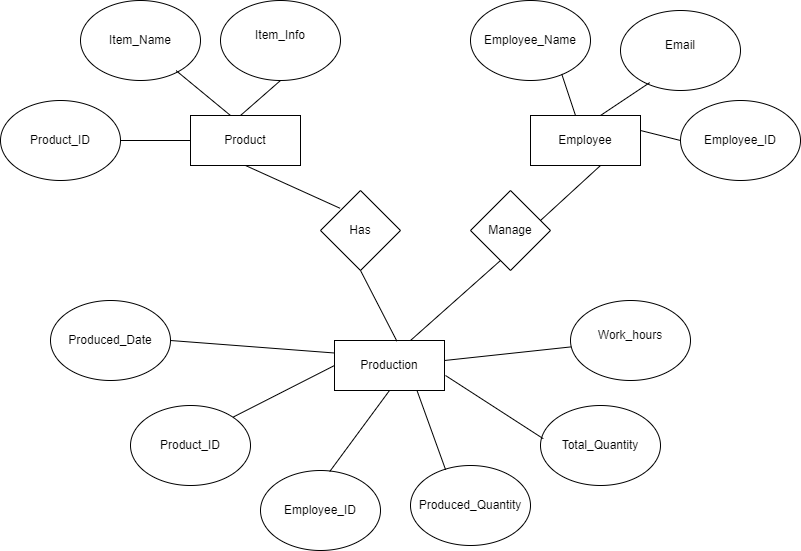 Item_Name
Item_Info
Employee_Name
Email
Product_ID
Product
Employee
Employee_ID
Has
Manage
Produced_Date
Work_hours
Production
Product_ID
Total_Quantity
Employee_ID
Produced_Quantity